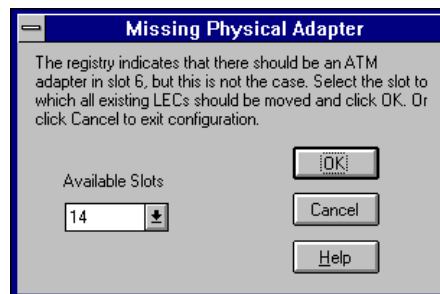 Missing Physical Adapter
The registry indicates that there should be an ATM
adapter in slot 6, but this is not the case. Select the slot to
which all existing LECs should be moved and click OK. Or
click Cancel to exit configuration.
OK
Available Slots
14
Cancel
Help